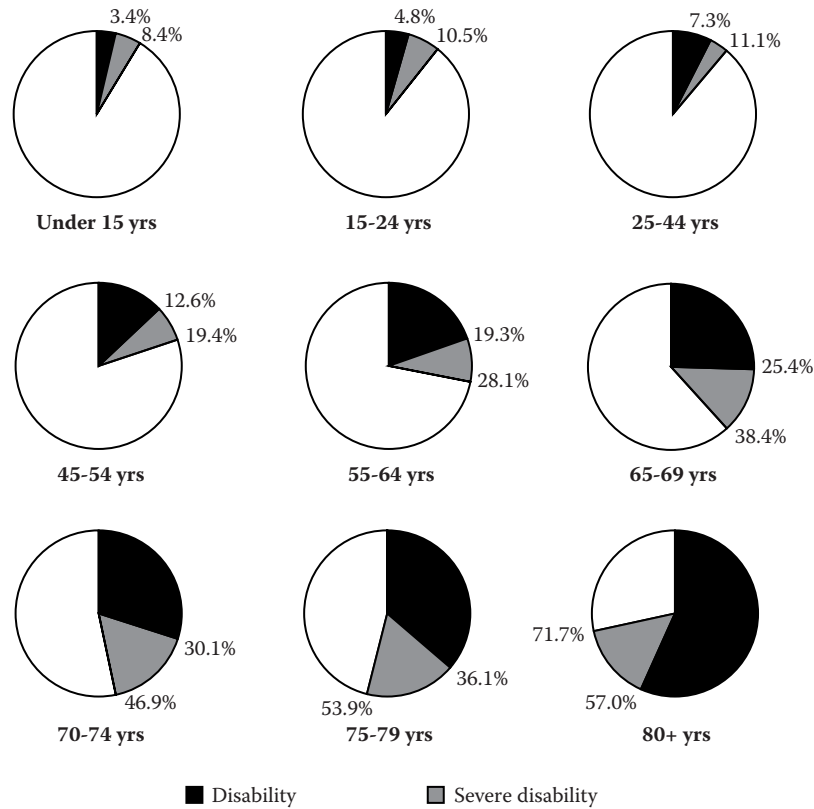 3.4%
8.4%
Under 15 yrs
4.8%
10.5%
15-24 yrs
7.3%
11.1%
25-44 yrs
12.6%
19.4%
45-54 yrs
19.3%
28.1%
55-64 yrs
25.4%
38.4%
65-69 yrs
30.1%
46.9%
70-74 yrs
36.1%
53.9%
75-79 yrs
71.7%
57.0%
80+ yrs
Disability
Severe disability